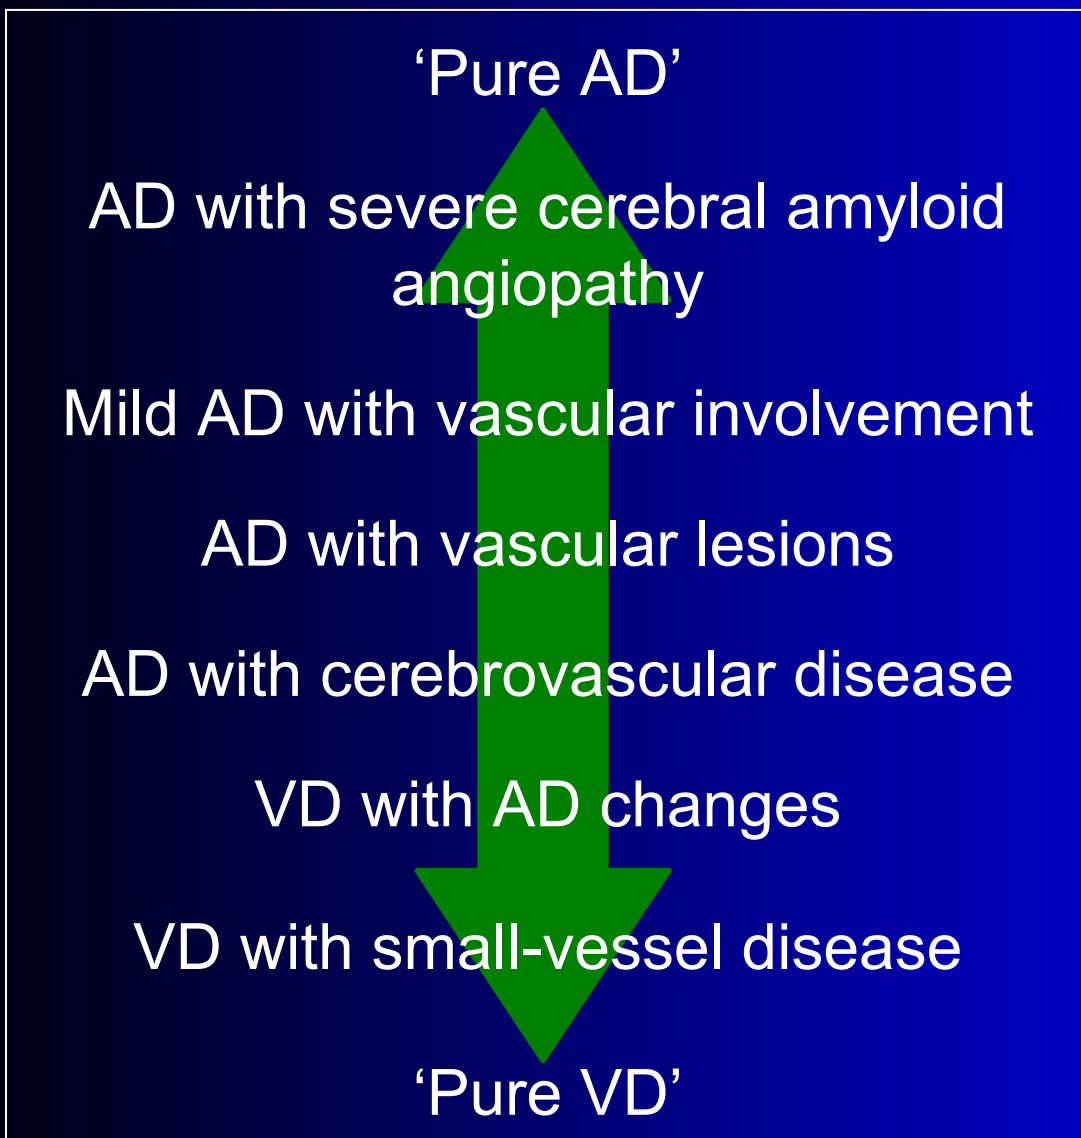 ‘Pure AD’
AD with severe cerebral amyloid
angiopathy
Mild AD with vascular involvement
AD with vascular lesions
AD with cerebrovascular disease
VD with AD changes
VD with small-vessel disease
‘Pure VD’